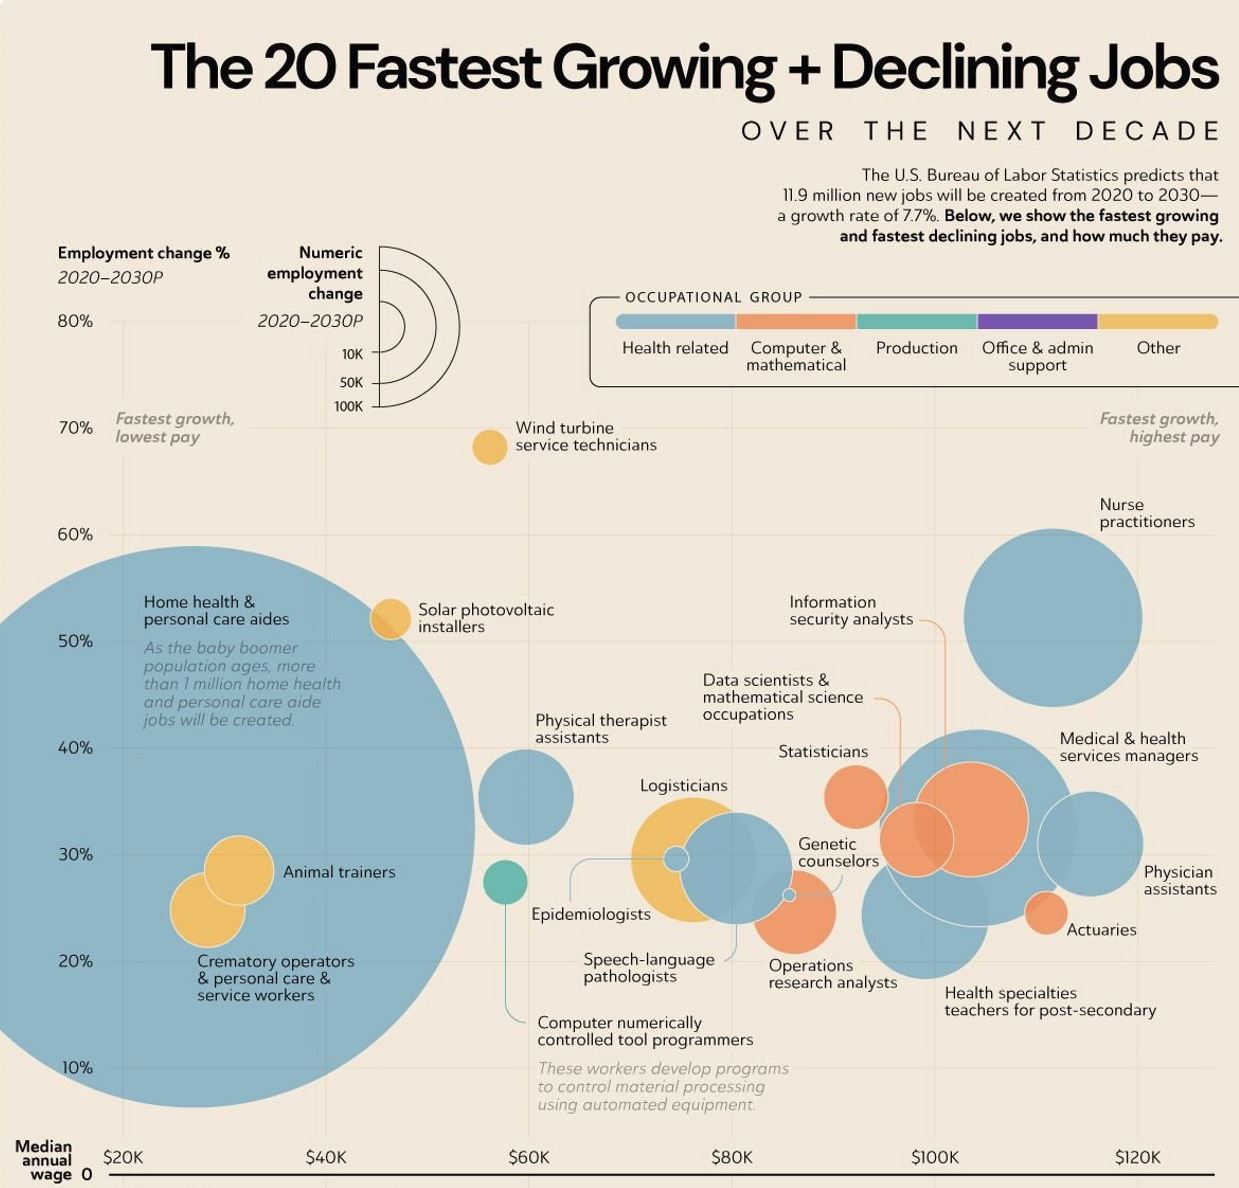 The 20 Fastest Growing + Declining Jobs
OVER THE NEXT DECADE
The U.S. Bureau of Labor Statistics predicts that
11.9 million new jobs will be created from 2020 to 2030—
a growth rate of 7.7%. Below, we show the fastest growing
and fastest declining jobs, and how much they pay.
Employment change %
2020–2030P
Numeric
employment
change
2020–2030P
10K
50K
100K
OCCUPATIONAL GROUP
Health related
Computer &
mathematical
Production
Office & admin
support
Other
80%
70%
60%
50%
40%
30%
20%
10%
Fastest growth,
lowest pay
Fastest growth,
highest pay
Wind turbine
service technicians
Nurse
practitioners
Home health &
personal care aides
As the baby boomer
population ages, more
than 1 million home health
and personal care aide
jobs will be created.
Solar photovoltaic
installers
Information
security analysts
Data scientists &
mathematical science
occupations
Physical therapist
assistants
Statisticians
Medical & health
services managers
Logisticians
Genetic
counselors
Animal trainers
Physician
assistants
Epidemiologists
Actuaries
Crematory operators
& personal care &
service workers
Speech-language
pathologists
Operations
research analysts
Health specialties
teachers for post-secondary
Computer numerically
controlled tool programmers
These workers develop programs
to control material processing
using automated equipment.
Median
annual
wage
0
$20K
$40K
$60K
$80K
$100K
$120K